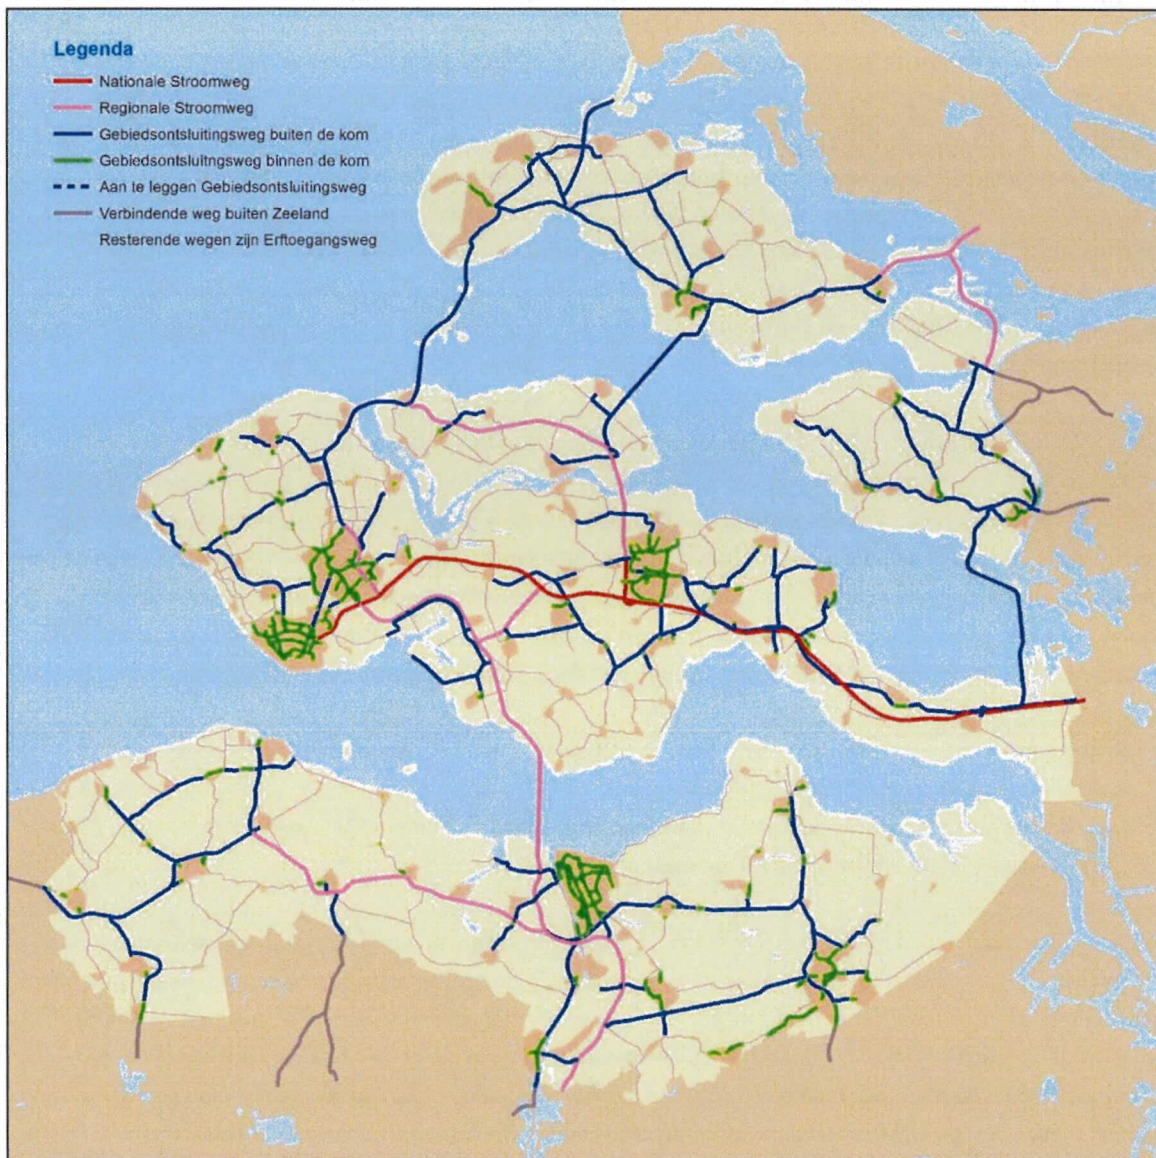 Legenda
Nationale Stroomweg
Regionale Stroomweg
Gebiedsontsluitingsweg buiten de kom
Gebiedsontsluitngsweg binnen de kom
Aan te leggen Gebiedsontsluitingsweg
Verbindende weg buiten Zeeland
Resterende wegen zijn Erftoegangsweg